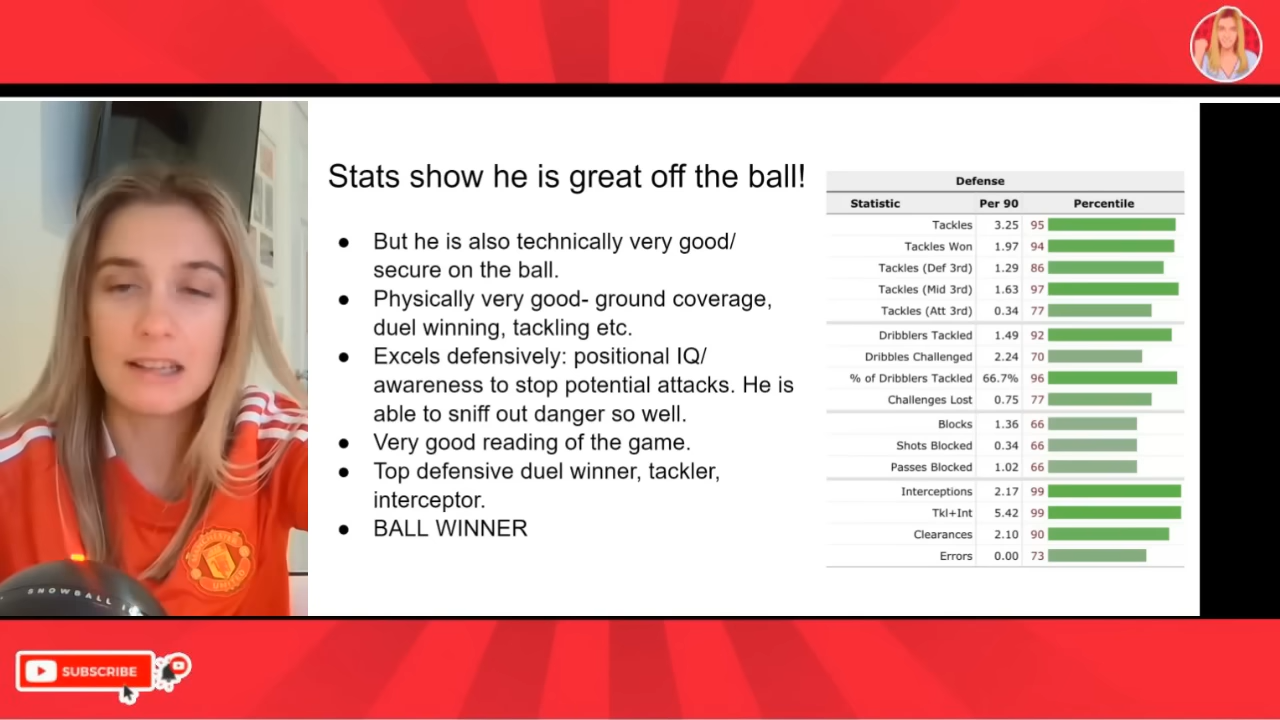 Stats show he is great off the ball!
● But he is also technically very good/
secure on the ball.
● Physically very good- ground coverage,
duel winning, tackling etc.
● Excels defensively: positional IQ/
awareness to stop potential attacks. He is
able to sniff out danger so well.
● Very good reading of the game.
● Top defensive duel winner, tackler,
interceptor.
● BALL WINNER
Defense
Statistic Per 90 Percentile
Tackles 3.25 95
Tackles Won 1.97 94
Tackles (Def 3rd) 1.29 86
Tackles (Mid 3rd) 1.63 97
Tackles (Att 3rd) 0.34 77
Dribblers Tackled 1.49 92
Dribbles Challenged 2.24 70
% of Dribblers Tackled 66.7% 96
Challenges Lost 0.75 77
Blocks 1.36 66
Shots Blocked 0.34 66
Passes Blocked 1.02 66
Interceptions 2.17 99
Tkl+Int 5.42 99
Clearances 2.10 90
Errors 0.00 73
MANCHESTER
UNITED
SNOWBALL
SUBSCRIBE